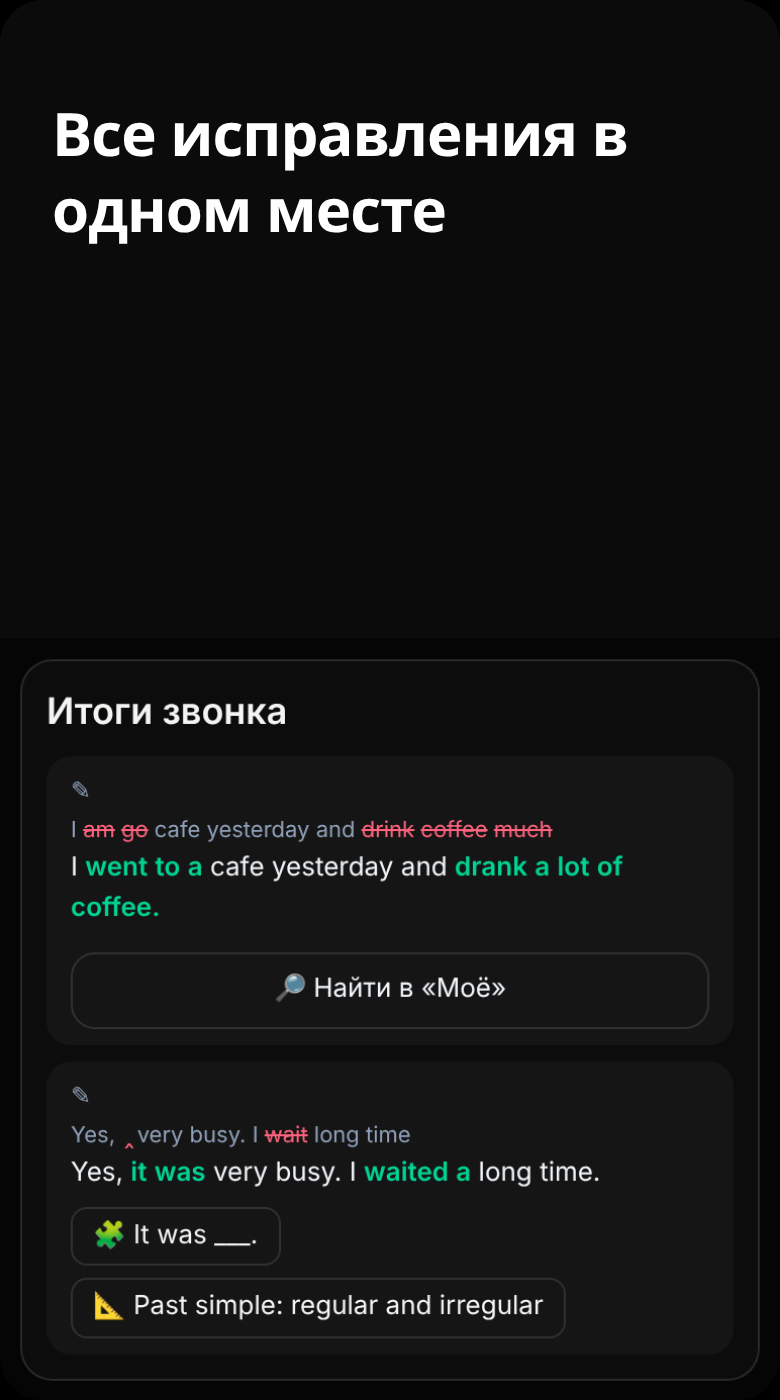 Все исправления в
одном месте
Итоги звонка
✎
I am go cafe yesterday and drink coffee much
I went to a cafe yesterday and drank a lot of
coffee.
🔎 Найти в «Моё»
✎
Yes, ‸very busy. I wait long time
Yes, it was very busy. I waited a long time.
🧩 It was ___.
📐 Past simple: regular and irregular